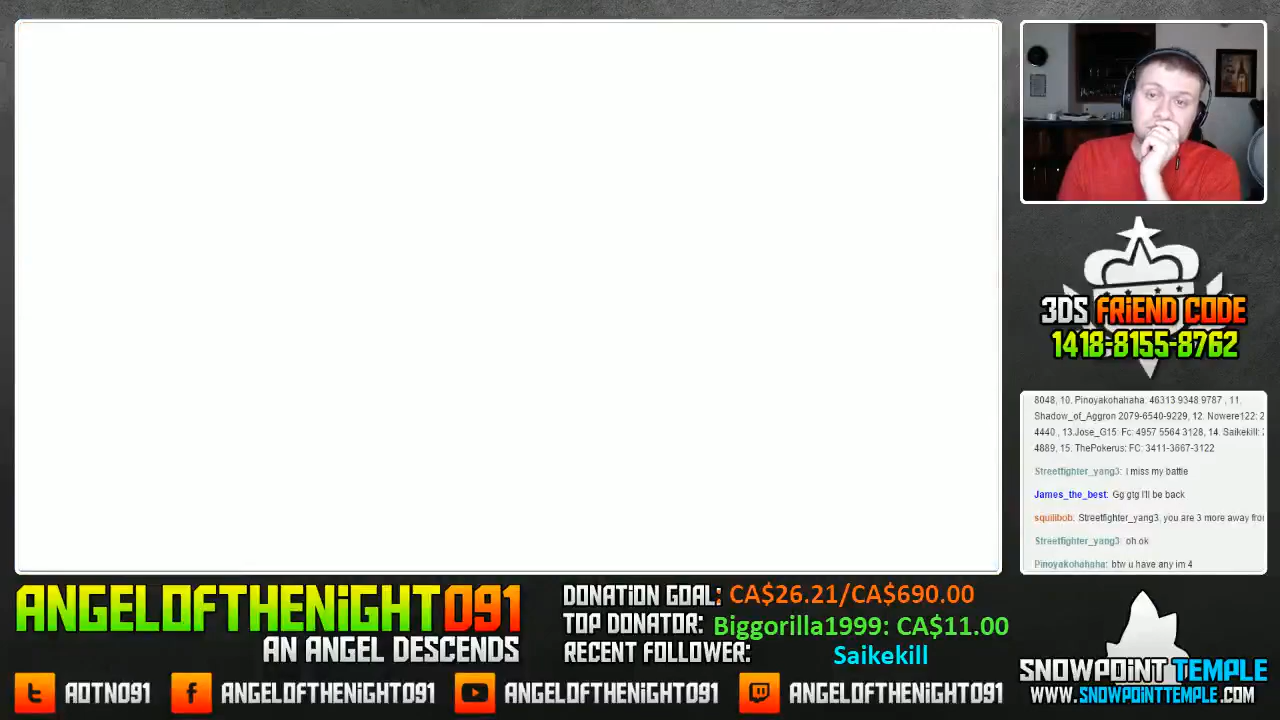 3DS FRIEND CODE
1418-8155-8762
8048, 10. Pinoyakohahaha: 46313 9348 9787 , 11.
Shadow_of_Aggron 2079-6540-9229, 12. Nowere122: 2
4440 , 13.Jose_G15: Fc: 4957 5564 3128, 14. Saikekill: 2
4889, 15. ThePokerus: FC: 3411-3667-3122
Streetfighter_yang3: I miss my battle
James_the_best: Gg gtg I'll be back
squilibob: Streetfighter_yang3, you are 3 more away from
Streetfighter_yang3: oh ok
Pinoyakohahaha: btw u have any im 4
ANGELOFTHENIGHT091
AN ANGEL DESCENDS
DONATION GOAL: CA$26.21/CA$690.00
TOP DONATOR: Biggorilla1999: CA$11.00
RECENT FOLLOWER: Saikekill
AOTN091
ANGELOFTHENIGHT091
ANGELOFTHENIGHT091
ANGELOFTHENIGHT091
SNOWPOINT TEMPLE
WWW.SNOWPOINTTEMPLE.COM